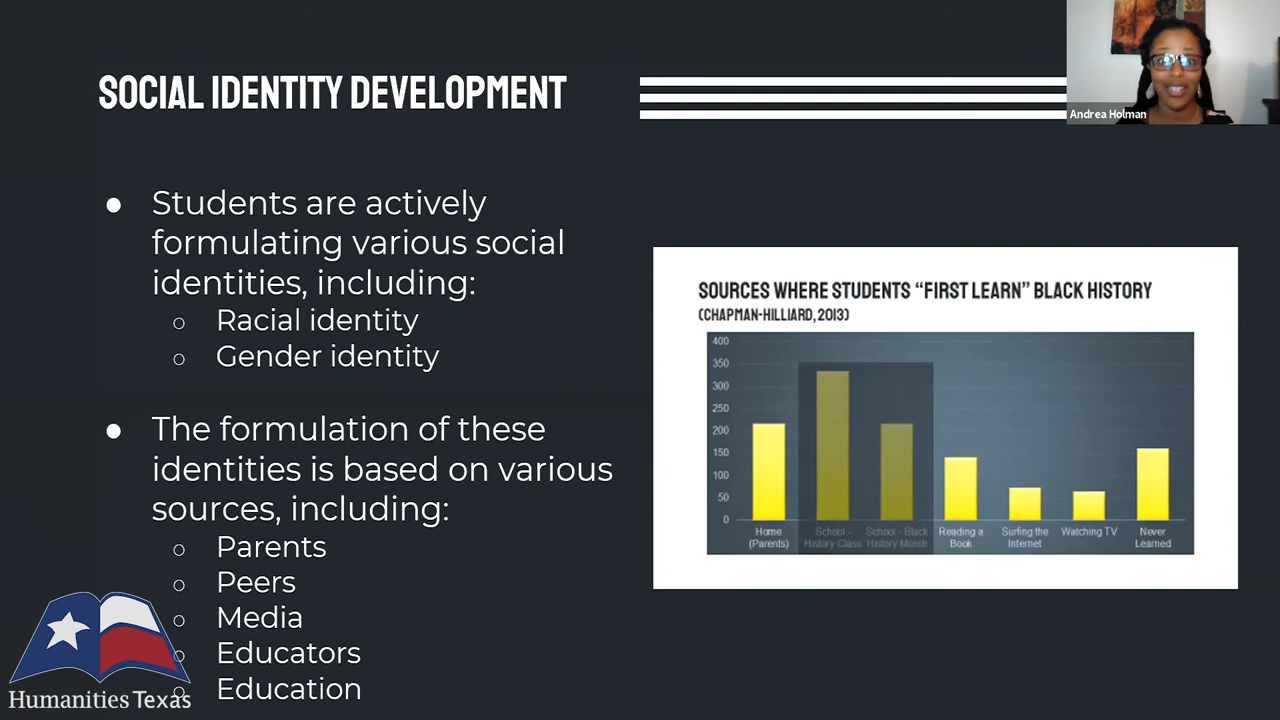 SOCIAL IDENTITY DEVELOPMENT
Andrea Holman
● Students are actively
formulating various social
identities, including:
○ Racial identity
○ Gender identity
● The formulation of these
identities is based on various
sources, including:
○ Parents
○ Peers
○ Media
○ Educators
○ Education
SOURCES WHERE STUDENTS “FIRST LEARN” BLACK HISTORY
(CHAPMAN-HILLIARD, 2013)
400
350
300
250
200
150
100
50
0
Home
(Parents)
School -
History Class
School - Black
History Month
Reading a
Book
Surfing the
Internet
Watching TV
Never
Learned
Humanities Texas